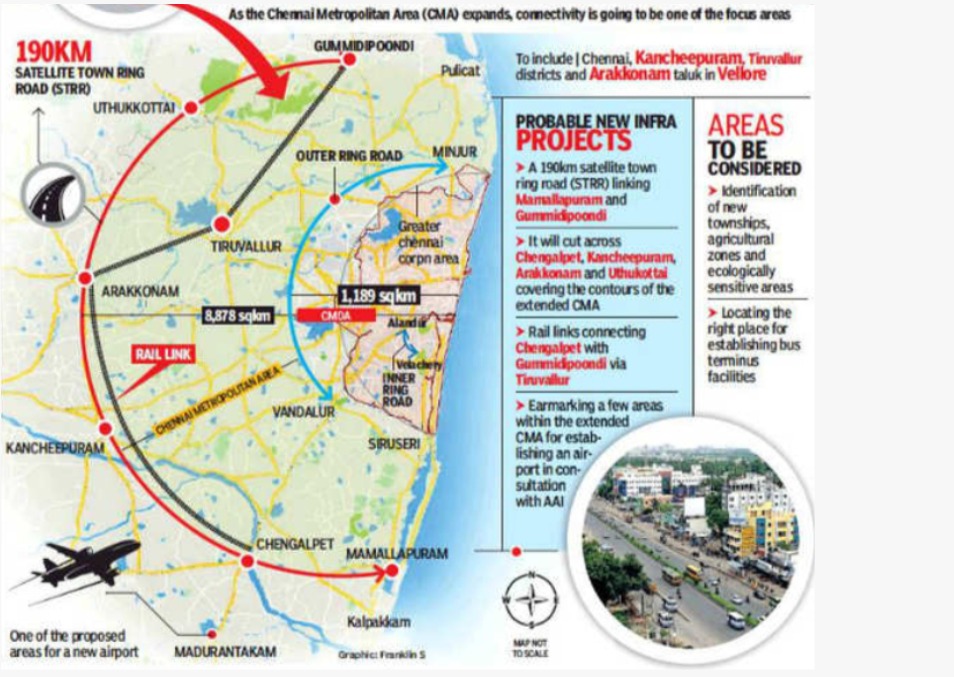 As the Chennai Metropolitan Area (CMA) expands, connectivity is going to be one of the focus areas
190KM
SATELLITE TOWN RING
ROAD (STRR)
GUMMIDIPOONDI
Pulicat
UTHUKKOTTAI
OUTER RING ROAD
MINJUR
TIRUVALLUR
Greater
chennai
corpn area
ARAKKONAM
1,189 sqkm
8,878 sqkm
CMDA
Alandur
RAIL LINK
Velachery
INNER
RING
ROAD
CHENNAI METROPOLITAN AREA
VANDALUR
KANCHEEPURAM
SIRUSERI
CHENGALPET
MAMALLAPURAM
Kalpakkam
One of the proposed
areas for a new airport
MADURANTAKAM
Graphic: Franklin S
To include | Chennai, Kancheepuram, Tiruvallur
districts and Arakkonam taluk in Vellore
PROBABLE NEW INFRA
PROJECTS
➤ A 190km satellite town
ring road (STRR) linking
Mamallapuram and
Gummidipoondi
➤ It will cut across
Chengalpet, Kancheepuram,
Arakkonam and Uthukottai
covering the contours of the
extended CMA
➤ Rail links connecting
Chengalpet with
Gummidipoondi via
Tiruvallur
➤ Earmarking a few areas
within the extended
CMA for estab-
lishing an air-
port in con-
sultation
with AAI
AREAS
TO BE
CONSIDERED
➤ Identification
of new
townships,
agricultural
zones and
ecologically
sensitive areas
➤ Locating the
right place for
establishing bus
terminus
facilities
N
W E
S
MAP NOT
TO SCALE